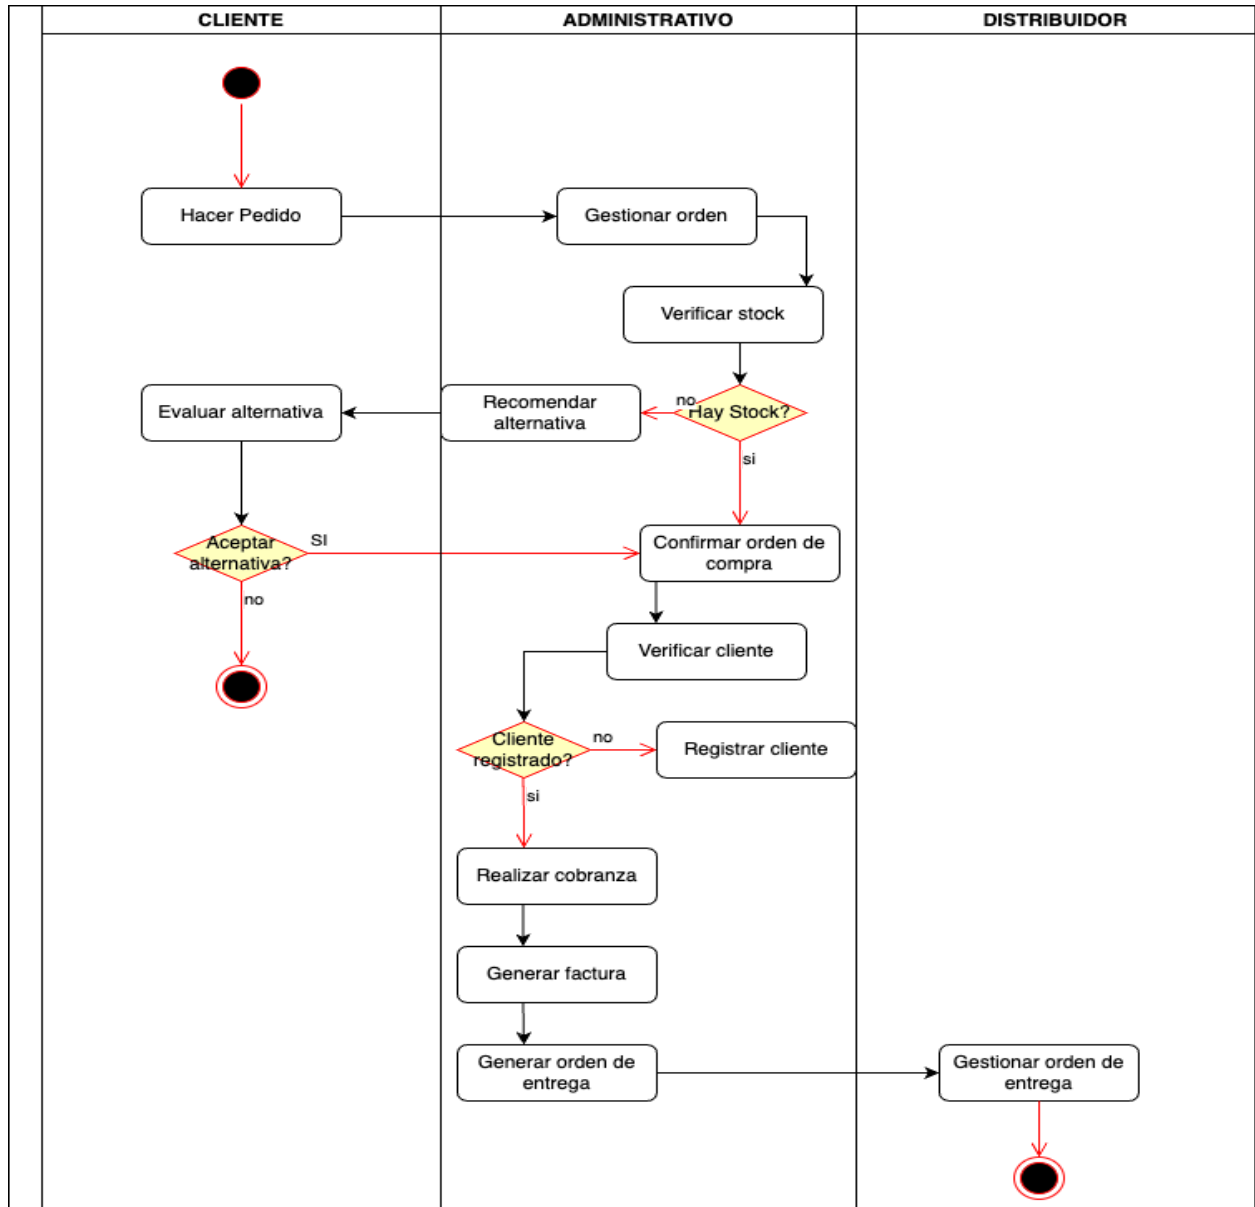 CLIENTE
ADMINISTRATIVO
DISTRIBUIDOR
Hacer Pedido
Gestionar orden
Verificar stock
Evaluar alternativa
Recomendar
alternativa
no
Hay Stock?
si
Aceptar
alternativa?
SI
Confirmar orden de
compra
no
Verificar cliente
Cliente
registrado?
no
Registrar cliente
si
Realizar cobranza
Generar factura
Generar orden de
entrega
Gestionar orden de
entrega